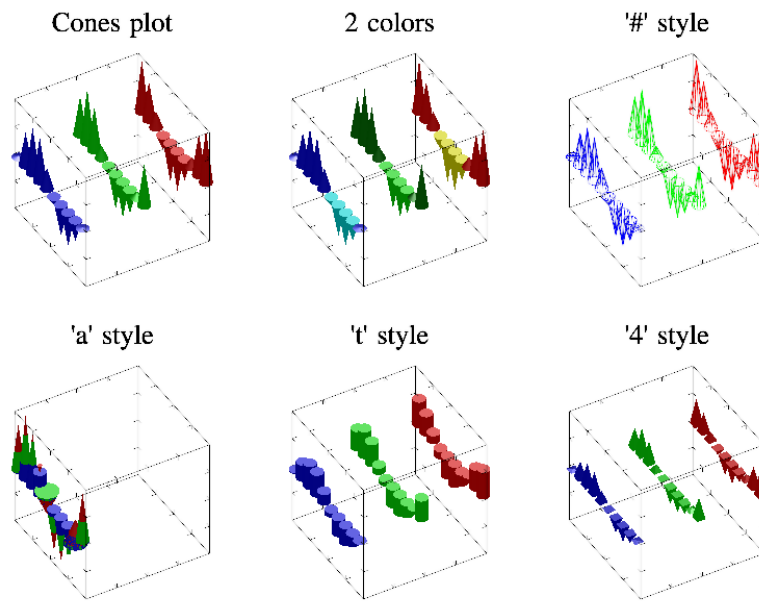 Cones plot
2 colors
'#' style
'a' style
't' style
'4' style